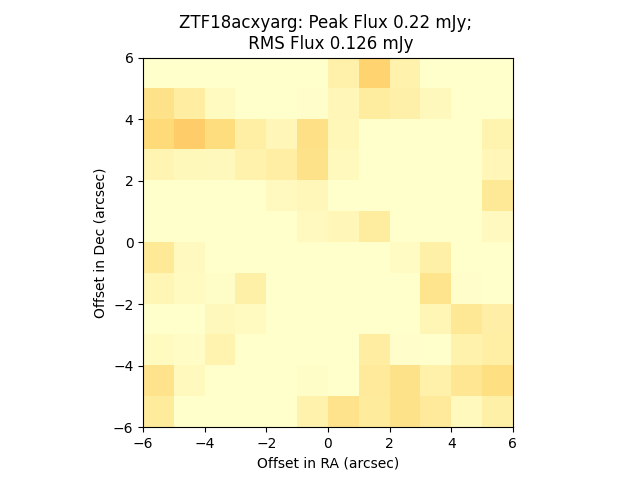 ZTF18acxyarg: Peak Flux 0.22 mJy;
RMS Flux 0.126 mJy
6
4
2
0
−2
−4
−6
Offset in Dec (arcsec)
−6 −4 −2 0 2 4 6
Offset in RA (arcsec)